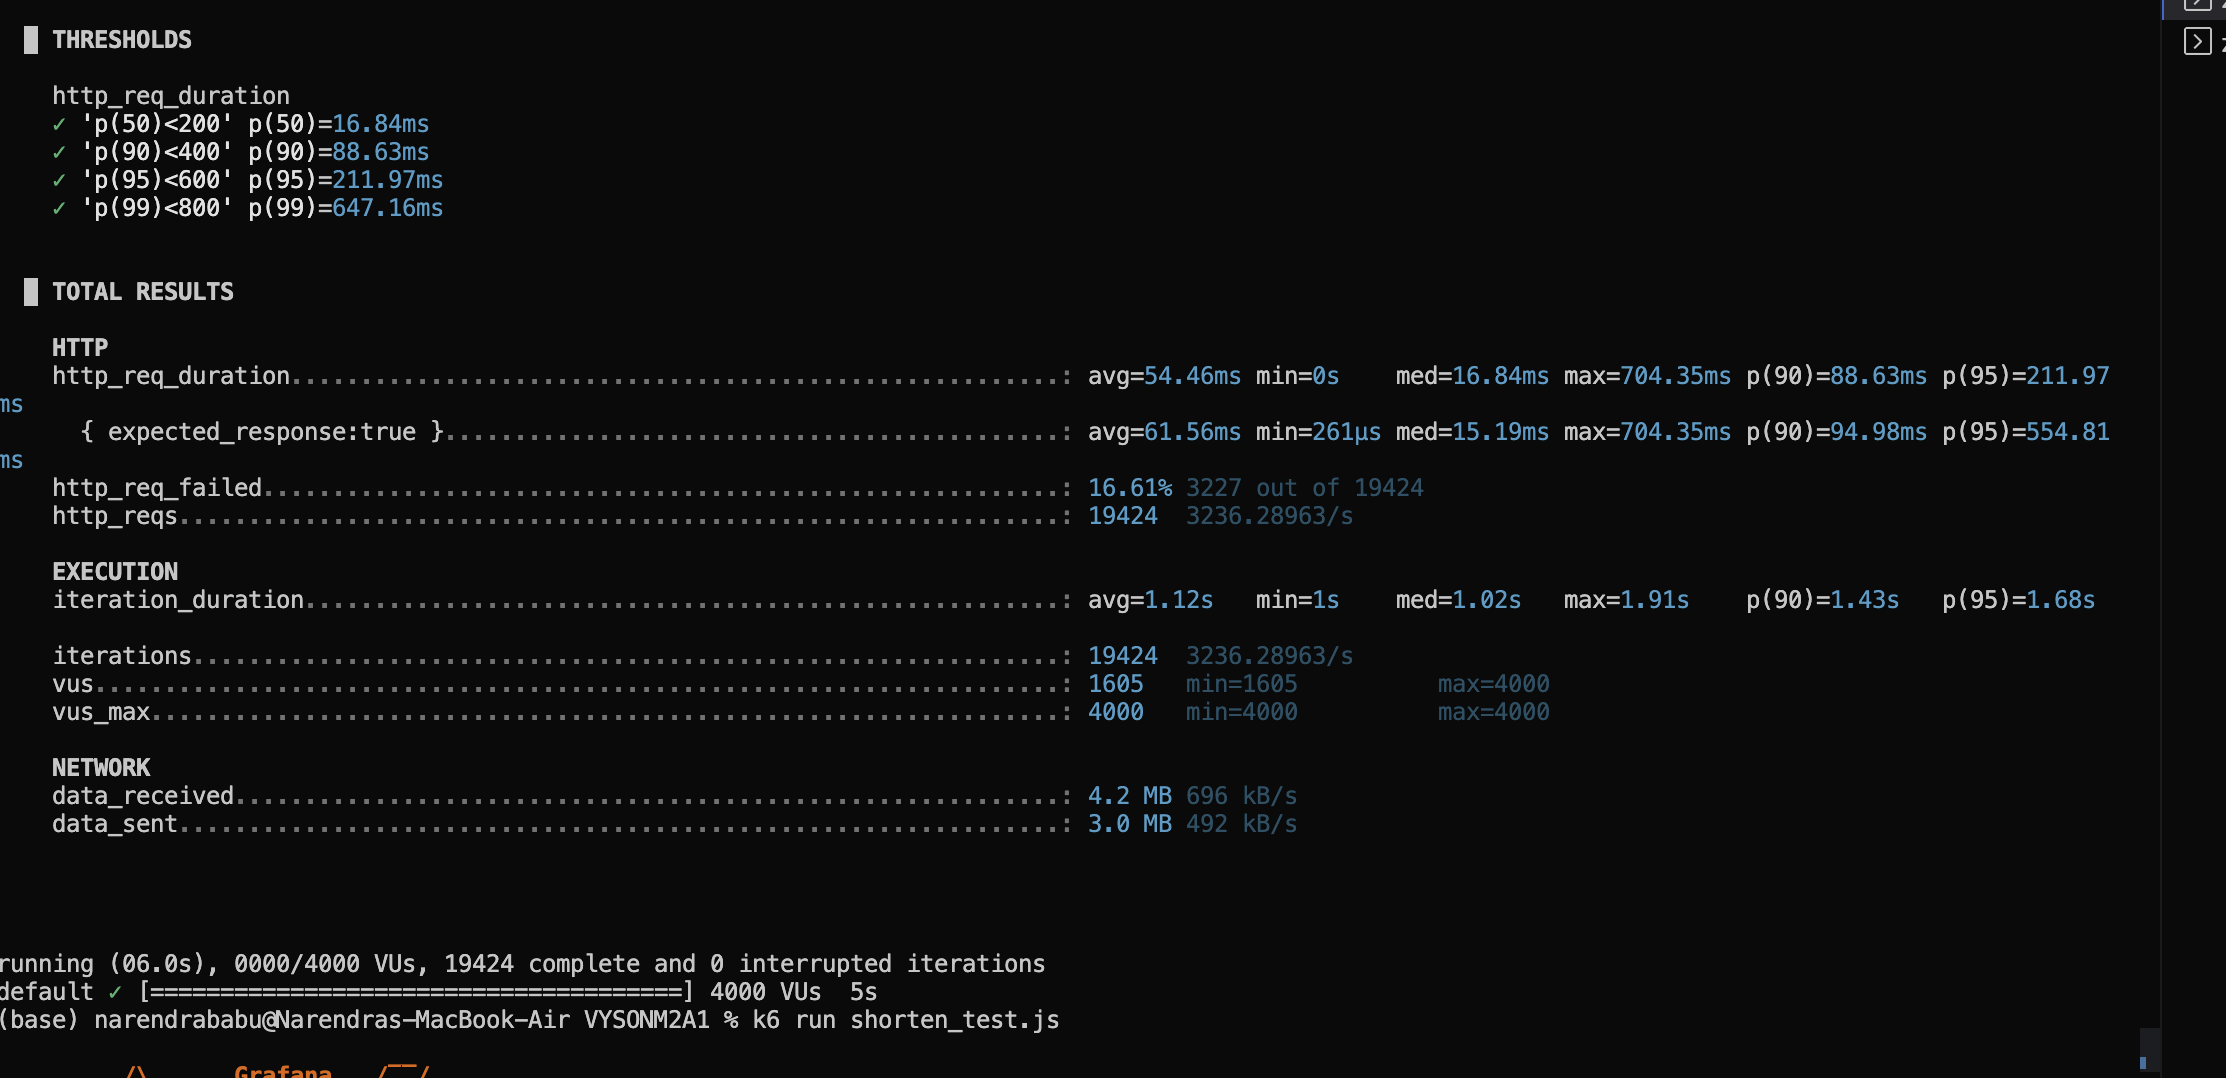 THRESHOLDS
http_req_duration
✓ 'p(50)<200' p(50)=16.84ms
✓ 'p(90)<400' p(90)=88.63ms
✓ 'p(95)<600' p(95)=211.97ms
✓ 'p(99)<800' p(99)=647.16ms
TOTAL RESULTS
HTTP
http_req_duration.......................................................: avg=54.46ms min=0s med=16.84ms max=704.35ms p(90)=88.63ms p(95)=211.97
ms
{ expected_response:true }............................................: avg=61.56ms min=261µs med=15.19ms max=704.35ms p(90)=94.98ms p(95)=554.81
ms
http_req_failed.........................................................: 16.61% 3227 out of 19424
http_reqs...............................................................: 19424 3236.28963/s
EXECUTION
iteration_duration......................................................: avg=1.12s min=1s med=1.02s max=1.91s p(90)=1.43s p(95)=1.68s
iterations..............................................................: 19424 3236.28963/s
vus.....................................................................: 1605 min=1605 max=4000
vus_max.................................................................: 4000 min=4000 max=4000
NETWORK
data_received...........................................................: 4.2 MB 696 kB/s
data_sent...............................................................: 3.0 MB 492 kB/s
running (06.0s), 0000/4000 VUs, 19424 complete and 0 interrupted iterations
default ✓ [======================================] 4000 VUs 5s
(base) narendrababu@Narendras-MacBook-Air VYSONM2A1 % k6 run shorten_test.js
/\ Grafana /‾‾/